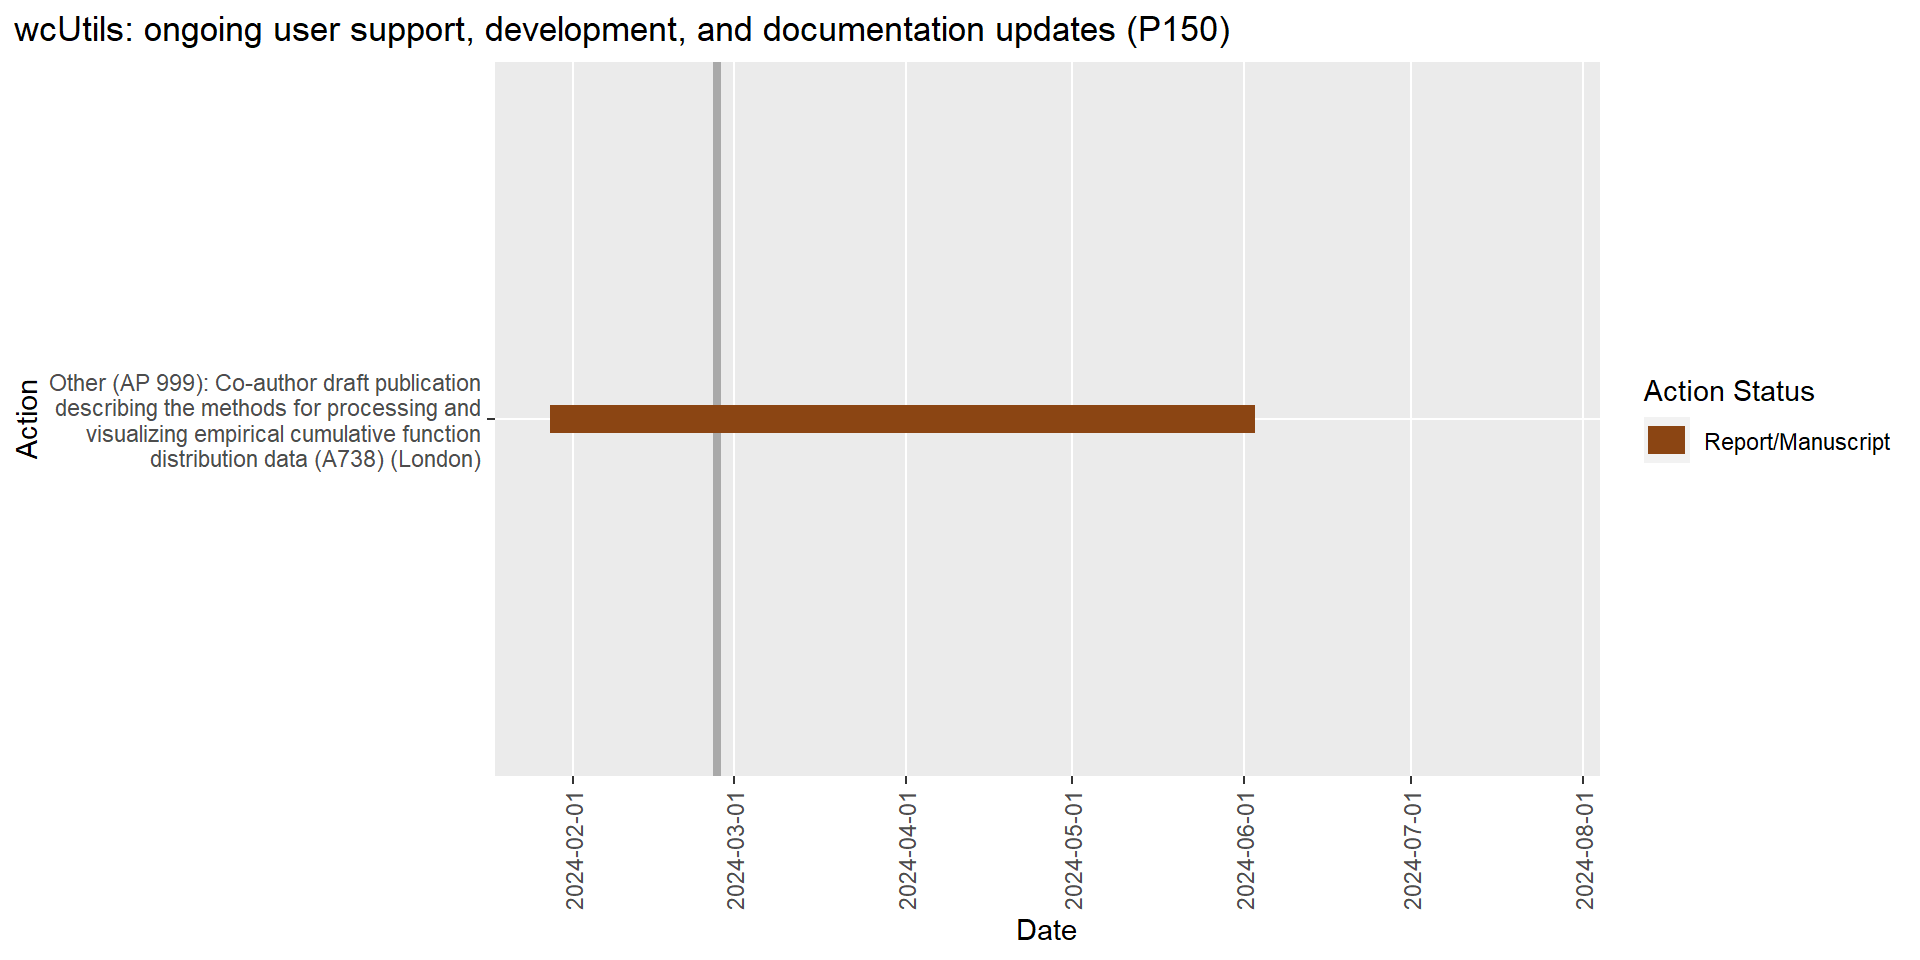 wcUtils: ongoing user support, development, and documentation updates (P150)
Action
Other (AP 999): Co-author draft publication
describing the methods for processing and
visualizing empirical cumulative function
distribution data (A738) (London)
Action Status
Report/Manuscript
2024-02-01
2024-03-01
2024-04-01
2024-05-01
2024-06-01
2024-07-01
2024-08-01
Date